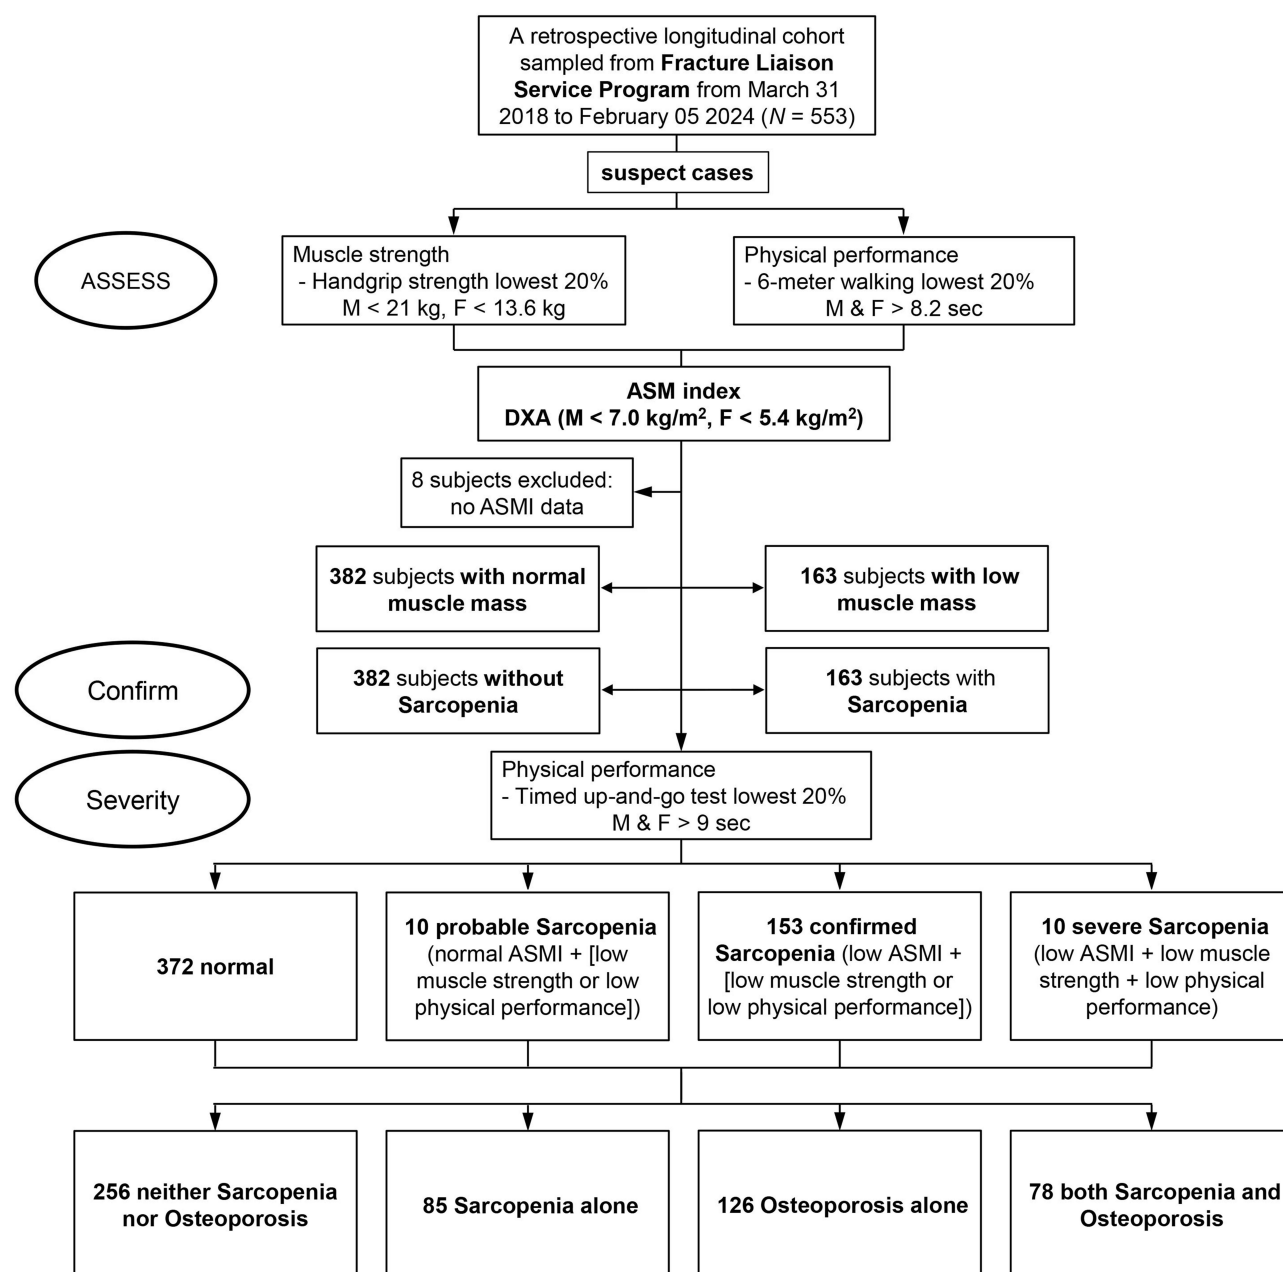 A retrospective longitudinal cohort
sampled from Fracture Liaison
Service Program from March 31
2018 to February 05 2024 (N = 553)
suspect cases
ASSESS
Muscle strength
- Handgrip strength lowest 20%
M < 21 kg, F < 13.6 kg
Physical performance
- 6-meter walking lowest 20%
M & F > 8.2 sec
ASM index
DXA (M < 7.0 kg/m², F < 5.4 kg/m²)
8 subjects excluded:
no ASMI data
382 subjects with normal
muscle mass
163 subjects with low
muscle mass
Confirm
382 subjects without
Sarcopenia
163 subjects with
Sarcopenia
Severity
Physical performance
- Timed up-and-go test lowest 20%
M & F > 9 sec
372 normal
10 probable Sarcopenia
(normal ASMI + [low
muscle strength or low
physical performance])
153 confirmed
Sarcopenia (low ASMI +
[low muscle strength or
low physical performance])
10 severe Sarcopenia
(low ASMI + low muscle
strength + low physical
performance)
256 neither Sarcopenia
nor Osteoporosis
85 Sarcopenia alone
126 Osteoporosis alone
78 both Sarcopenia and
Osteoporosis